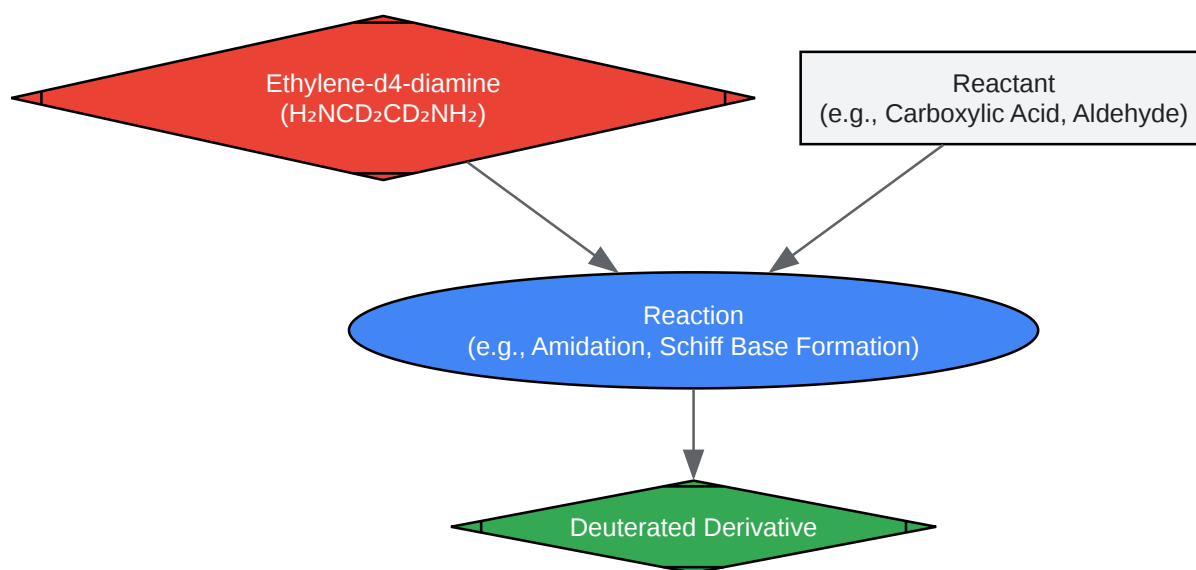 Ethylene-d4-diamine
(H₂NCD₂CD₂NH₂)
Reactant
(e.g., Carboxylic Acid, Aldehyde)
Reaction
(e.g., Amidation, Schiff Base Formation)
Deuterated Derivative